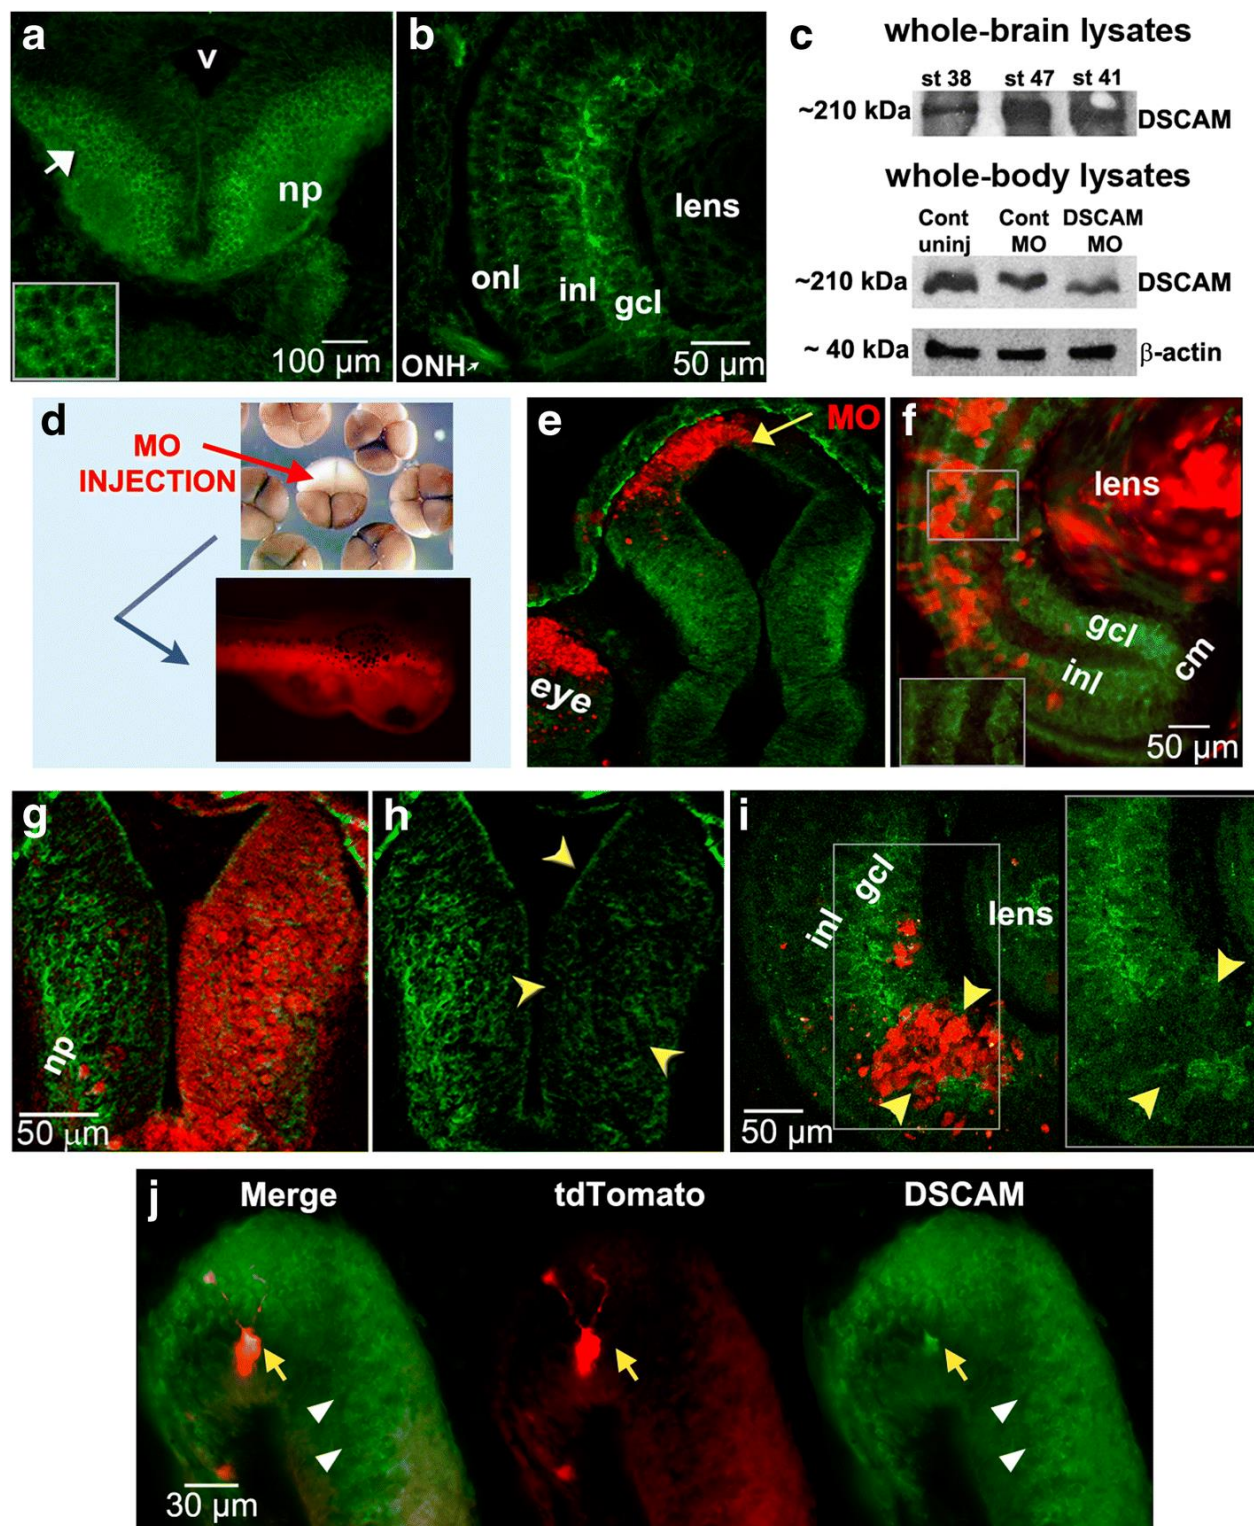 a
v
np
100 µm
b
onl
inl
gcl
lens
ONH
50 µm
c
whole-brain lysates
st 38 st 47 st 41
~210 kDa
DSCAM
whole-body lysates
Cont Cont DSCAM
uninj MO MO
~210 kDa
DSCAM
~ 40 kDa
β-actin
d
MO
INJECTION
e
MO
eye
f
lens
gcl
inl
cm
50 µm
g
np
50 µm
h
i
gcl
inl
lens
50 µm
j
Merge
tdTomato
DSCAM
30 µm